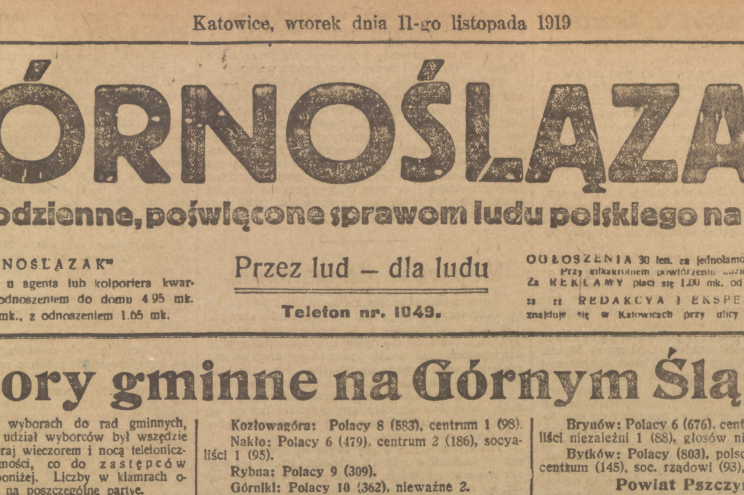 Katowice, wtorek dnia 11-go listopada 1919
ÓRNOŚLĄZA
odzienne, poświęcone sprawom ludu polskiego na
NOŚLĄZAK"
u agenta lub kolportera kwar-
odnoszeniem do domu 4.95 mk.
mk., z odnoszeniem 1.65 mk.
Przez lud — dla ludu
Telefon nr. 1049.
OGŁOSZENIA 30 fen. za jednołamo
Przy kilkakrotnem powtórzeniu
Za REKLAMY płaci się 1,00 mk. od
REDAKCYA I EKSPE
znajduje się w Katowicach przy ulicy
ory gminne na Górnym Ślą
wyborach do rad gminnych,
udział wyborców był wszędzie
raj wieczorem i nocą telefonicz-
mości, co do zastępców
poniżej. Liczby w klamrach o-
na poszczególne partye.
Kozłowagóra: Polacy 8 (583), centrum 1 (98).
Nakło: Polacy 6 (479), centrum 2 (186), socya-
liści 1 (95).
Rybna: Polacy 9 (309).
Górniki: Polacy 10 (362), nieważne 2.
Brynów: Polacy 6 (676), cent
liści niezależni 1 (88), głosów ni
Bytków: Polacy (803), polsc
centrum (145), soc. rządowi (93),
Powiat Pszczy